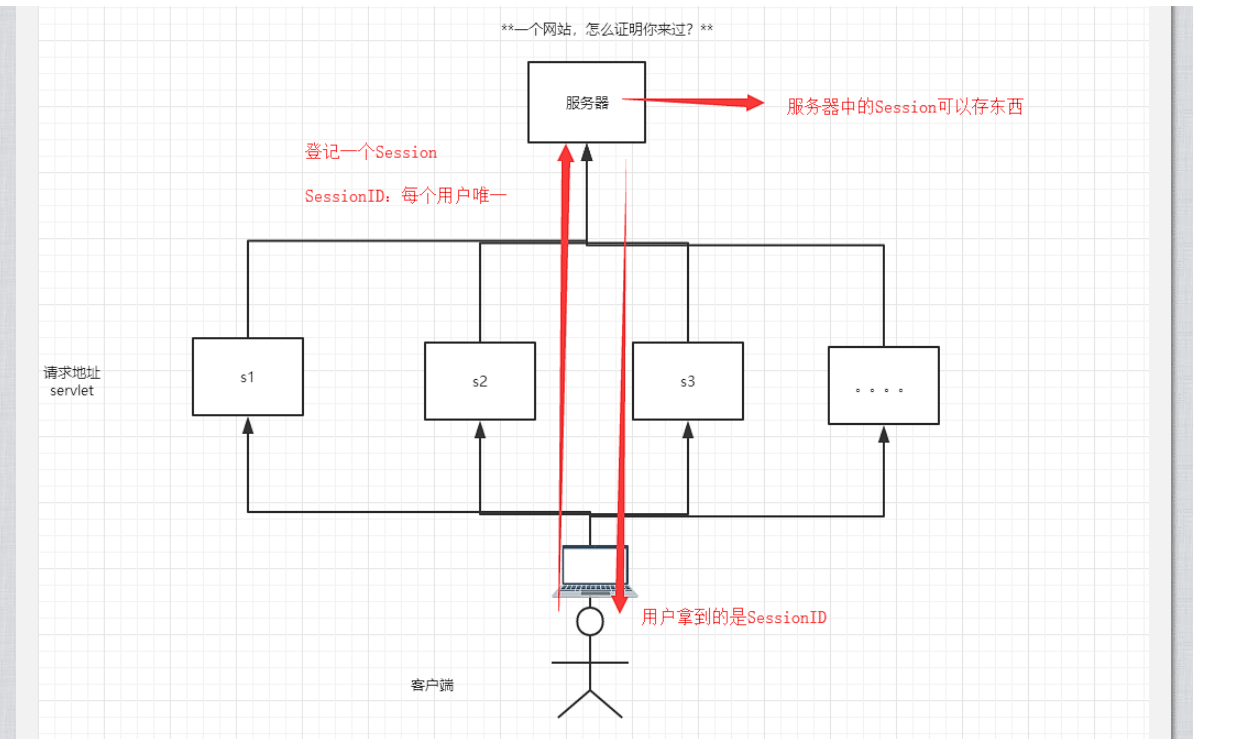 **一个网站，怎么证明你来过？**
服务器
服务器中的Session可以存东西
登记一个Session
SessionID：每个用户唯一
请求地址
servlet
s1
s2
s3
。。。。
用户拿到的是SessionID
客户端